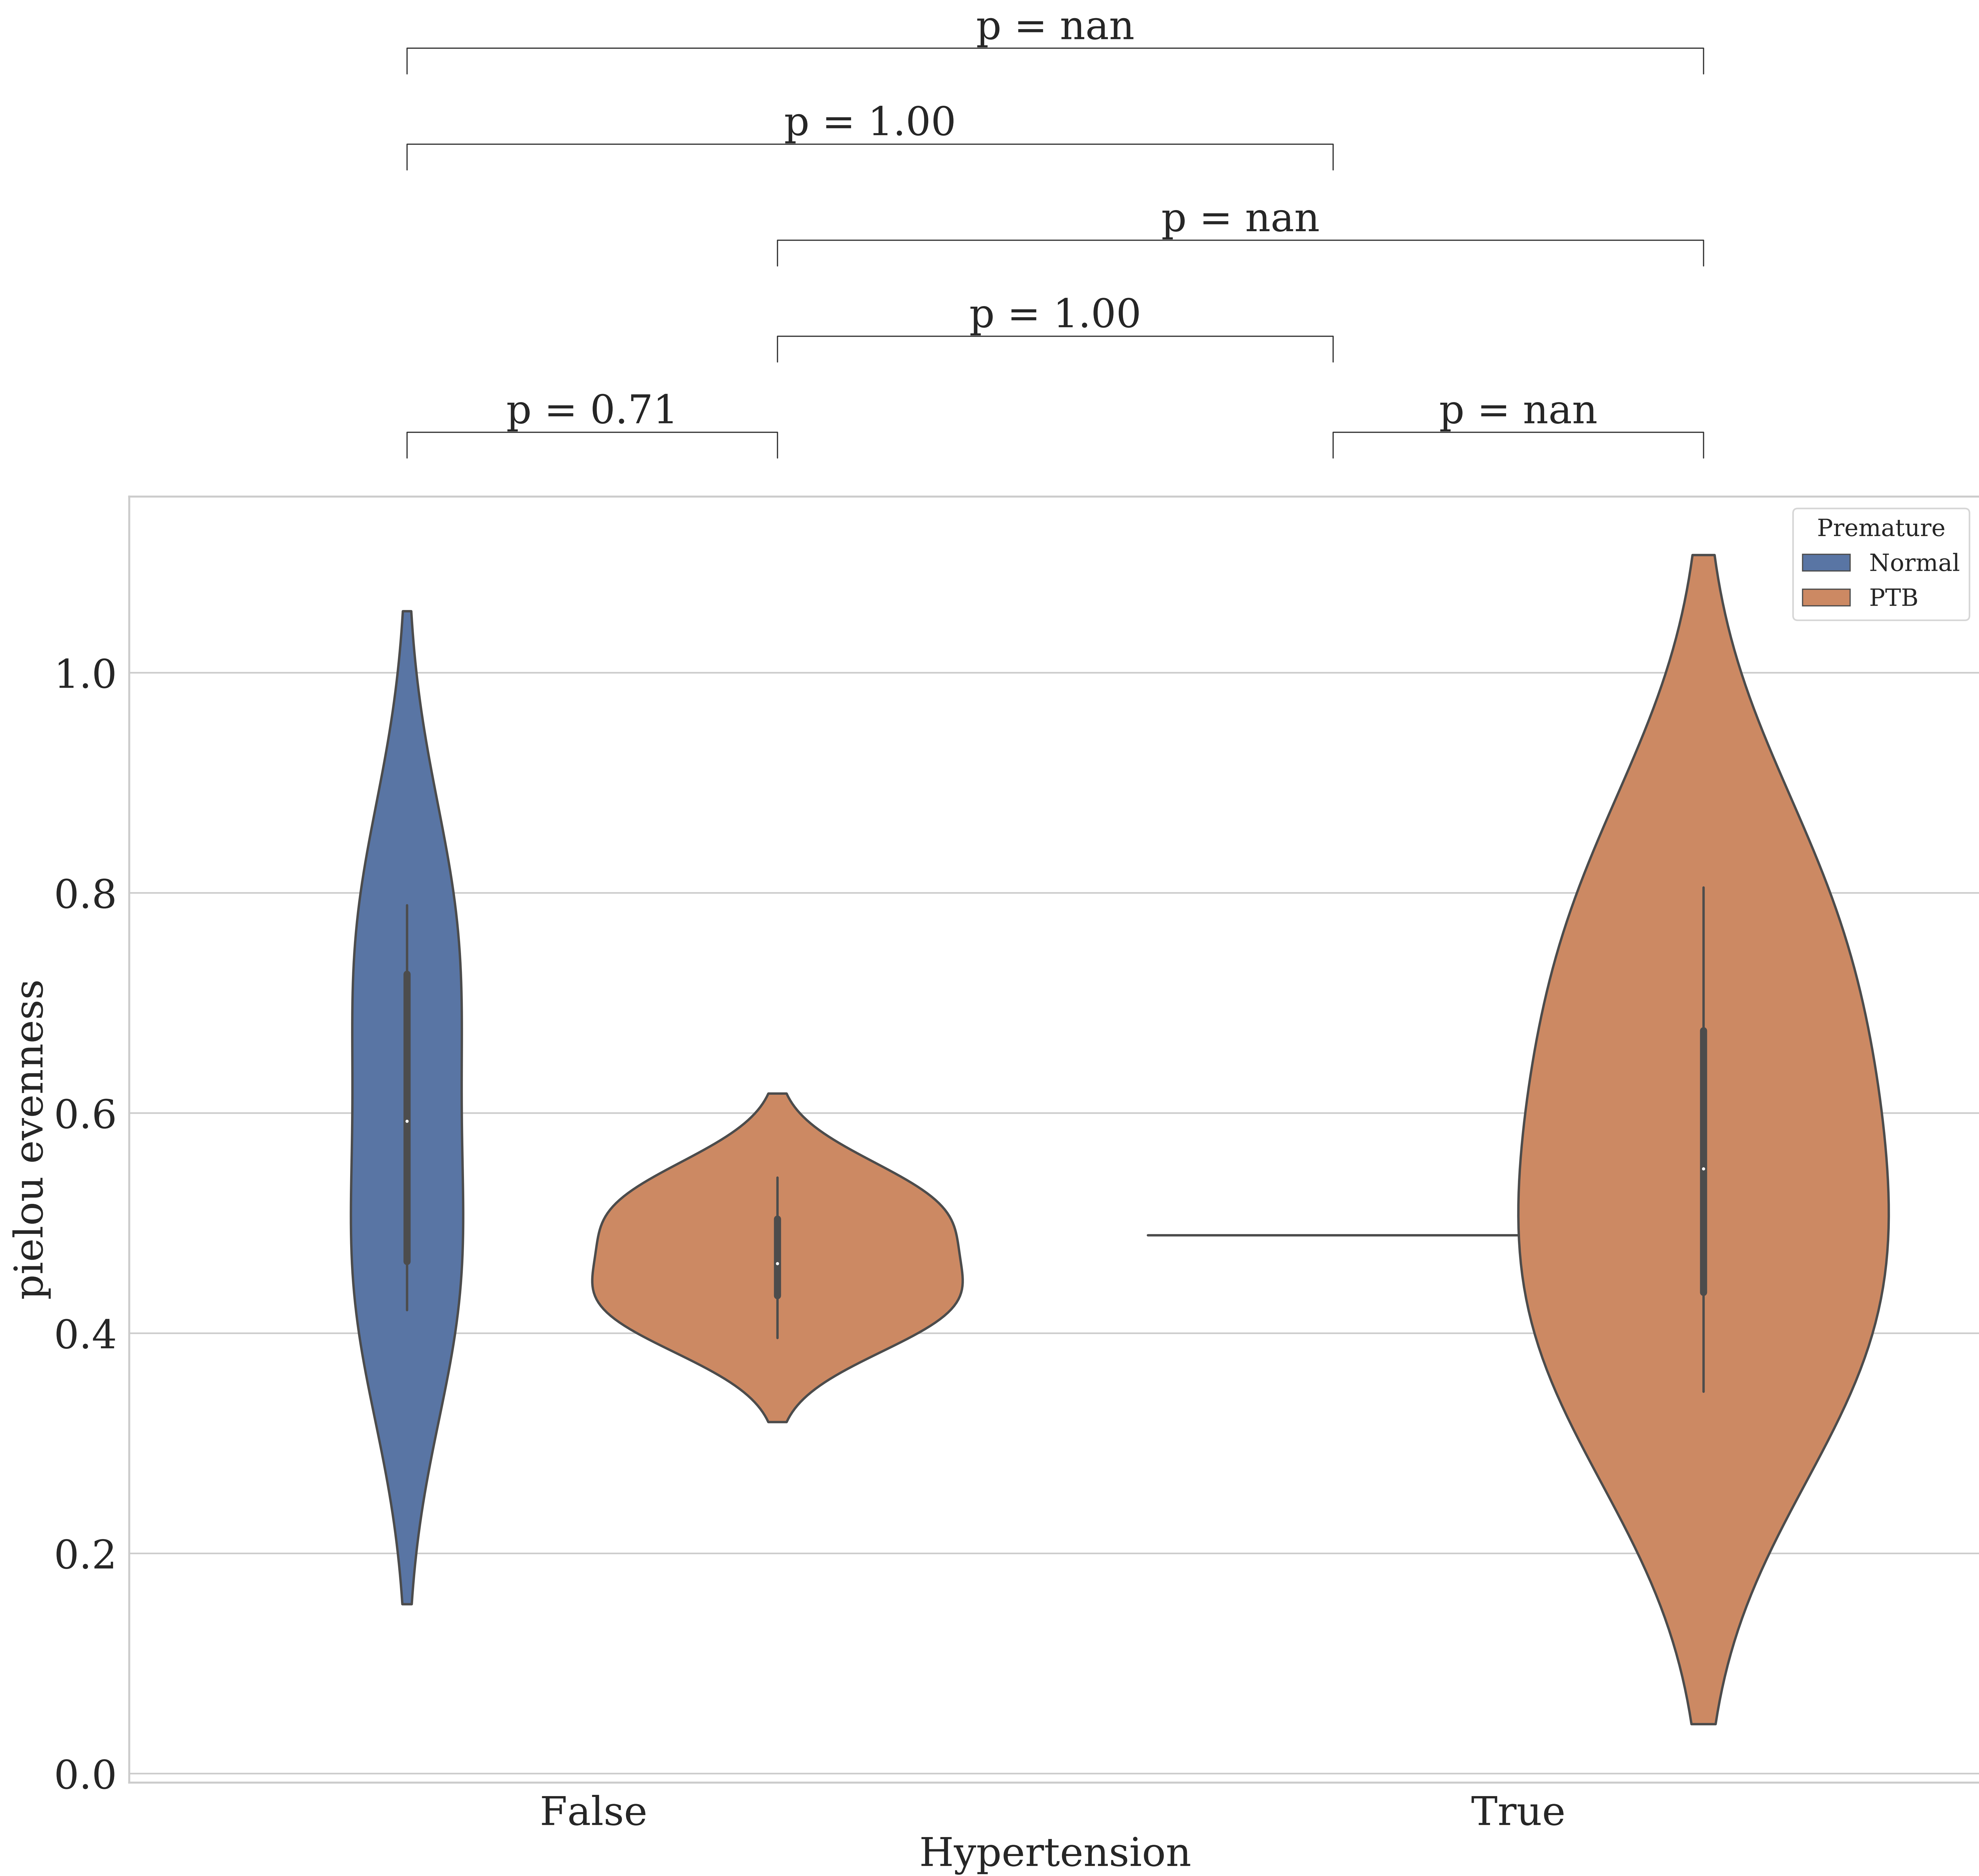 p = nan
p = 1.00
p = nan
p = 1.00
p = 0.71
p = nan
Premature
Normal
PTB
1.0
0.8
0.6
0.4
0.2
0.0
pielou evenness
False
True
Hypertension